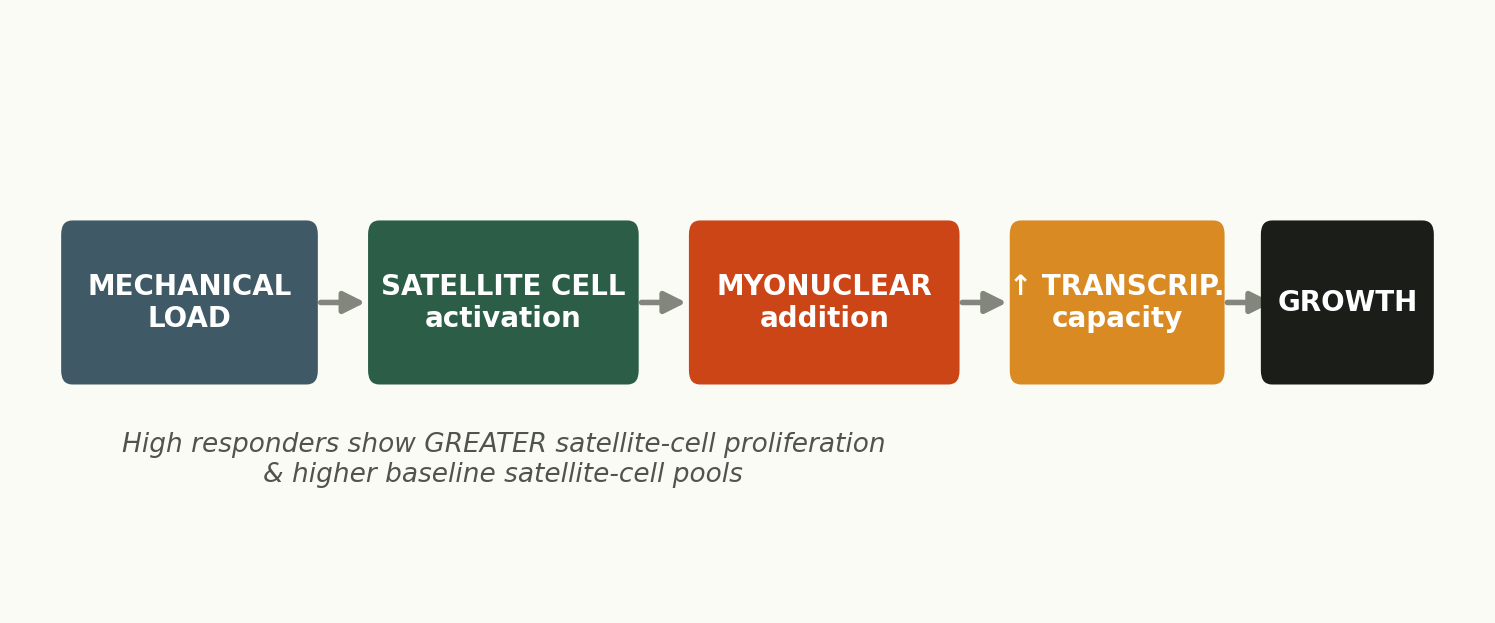 MECHANICAL
LOAD
SATELLITE CELL
activation
MYONUCLEAR
addition
↑ TRANSCRIP.
capacity
GROWTH
High responders show GREATER satellite-cell proliferation
& higher baseline satellite-cell pools